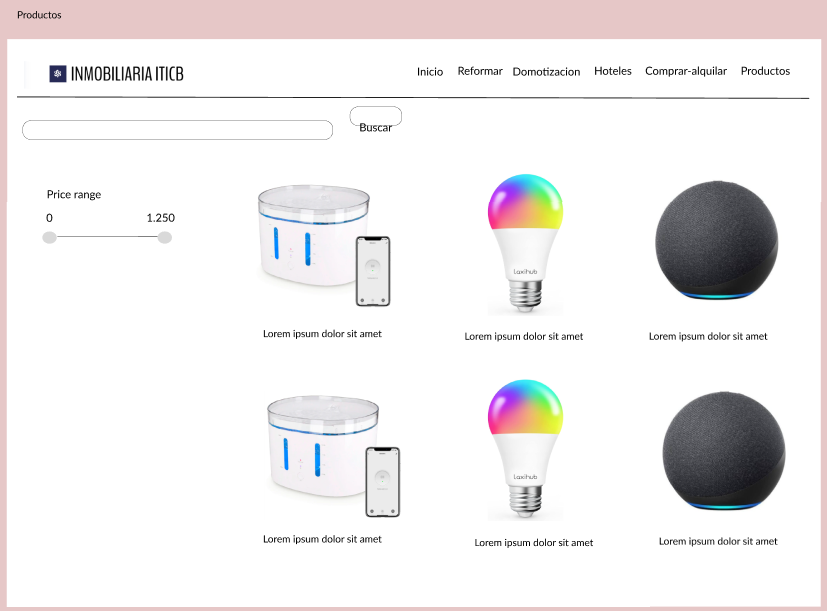 Productos
INMOBILIARIA ITICB
Inicio Reformar Domotizacion Hoteles Comprar-alquilar Productos
Buscar
Price range
0 1.250
Laxihub
Lorem ipsum dolor sit amet Lorem ipsum dolor sit amet Lorem ipsum dolor sit amet
Laxihub
Lorem ipsum dolor sit amet Lorem ipsum dolor sit amet Lorem ipsum dolor sit amet